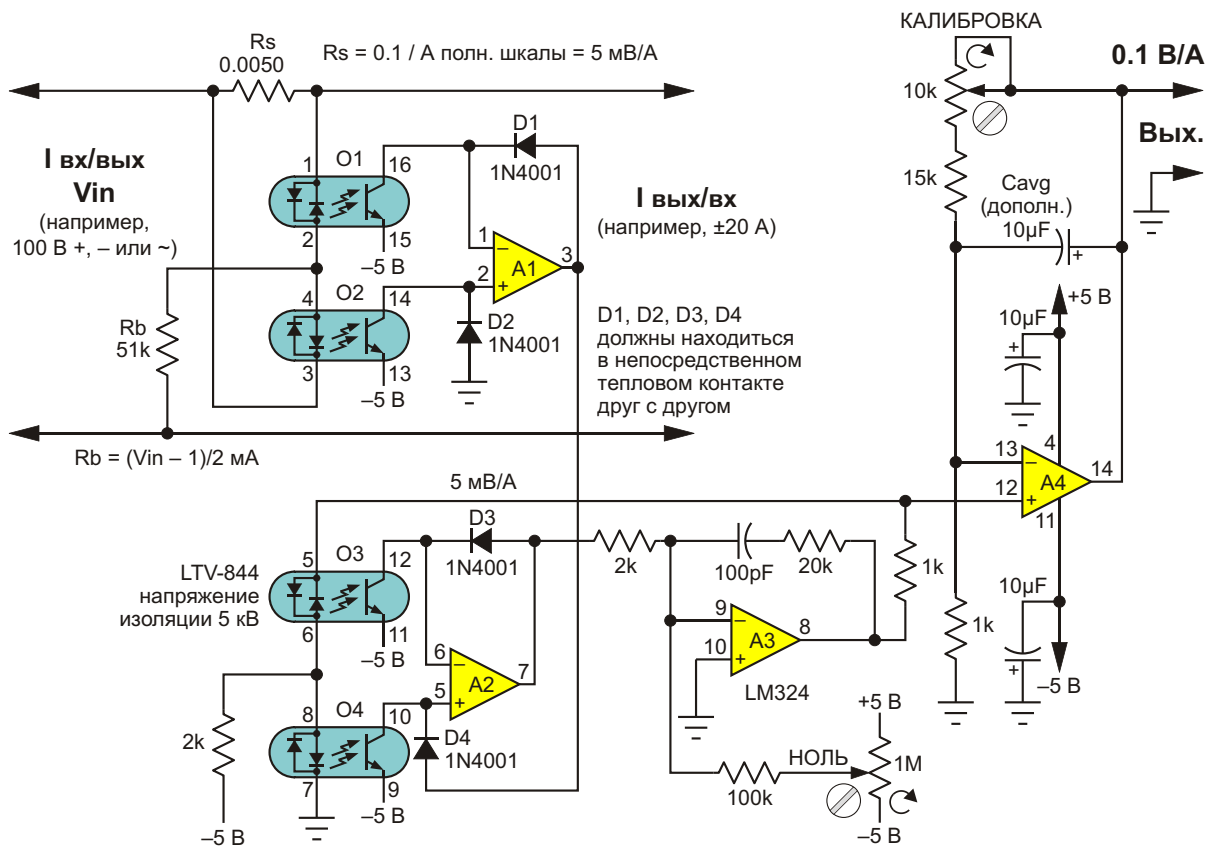 КАЛИБРОВКА
Rs
0.0050
Rs = 0.1 / А полн. шкалы = 5 мВ/А
0.1 В/А
10k
Вых.
15k
Cavg
(дополн.)
10µF
+
I вх/вых
Vin
(например,
100 В +, – или ~)
O1
1
16
2
15
–5 В
D1
1N4001
I вых/вх
(например, ±20 А)
1
–
A1
3
2
+
O2
4
14
3
13
–5 В
D2
1N4001
Rb
51k
D1, D2, D3, D4
должны находиться
в непосредственном
тепловом контакте
друг с другом
+5 В
10µF
+
Rb = (Vin – 1)/2 мА
5 мВ/А
13
–
4
A4
14
12
+
11
LTV-844
напряжение
изоляции 5 кВ
O3
5
12
6
11
–5 В
D3
1N4001
2k
100pF
20k
1k
1k
10µF
+
–5 В
6
–
A2
7
5
+
9
–
A3
8
10
+
LM324
O4
8
10
7
9
–5 В
D4
1N4001
2k
–5 В
+5 В
НОЛЬ
1M
100k
–5 В